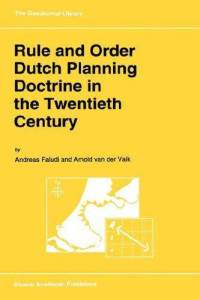 The GeoJournal Library
Rule and Order
Dutch Planning
Doctrine in
the Twentieth
Century
by
Andreas Faludi and Arnold van der Valk
Kluwer Academic Publishers